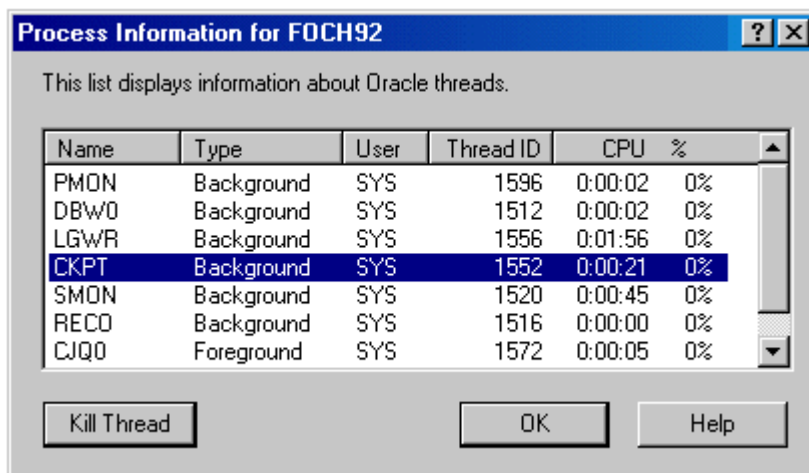 Process Information for FOCH92
This list displays information about Oracle threads.
Name Type User Thread ID CPU %
PMON Background SYS 1596 0:00:02 0%
DBW0 Background SYS 1512 0:00:02 0%
LGWR Background SYS 1556 0:01:56 0%
CKPT Background SYS 1552 0:00:21 0%
SMON Background SYS 1520 0:00:45 0%
RECO Background SYS 1516 0:00:00 0%
CJQ0 Foreground SYS 1572 0:00:05 0%
Kill Thread OK Help